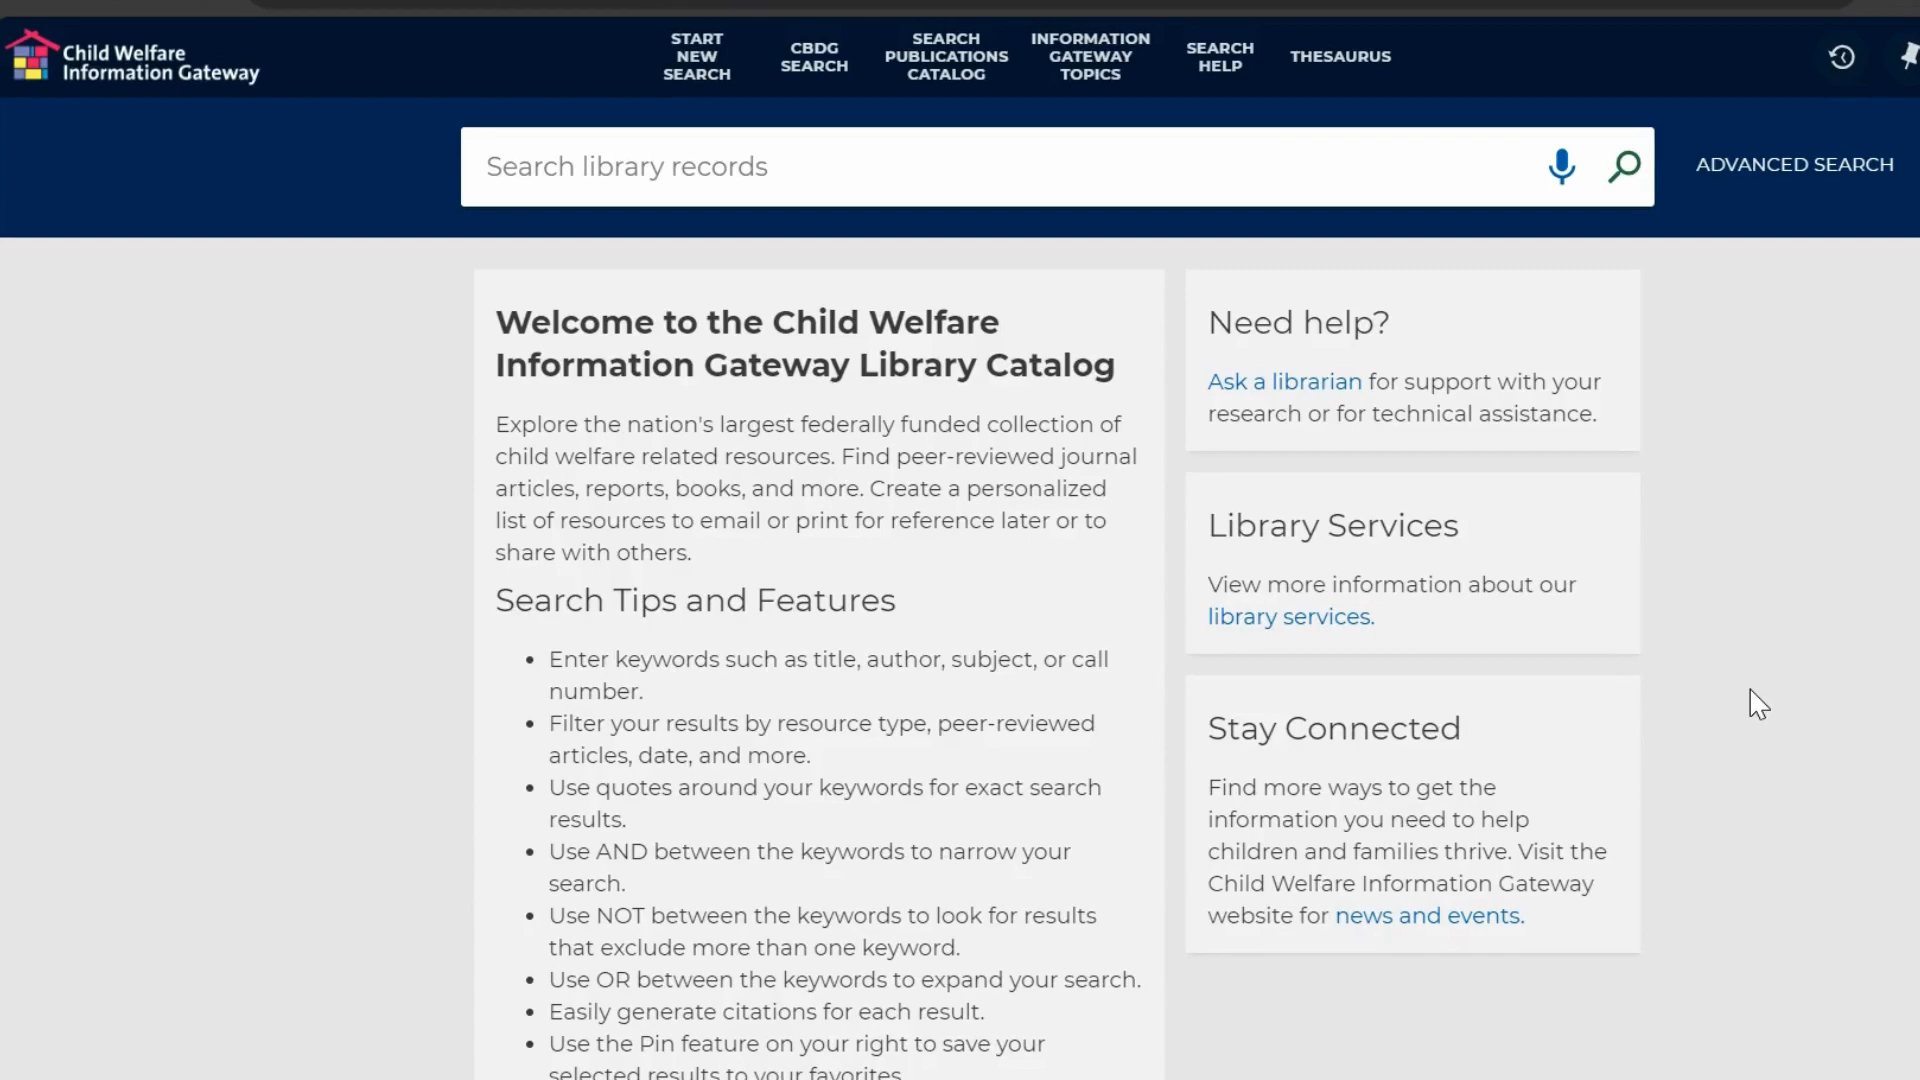 Child Welfare
Information Gateway
START
NEW
SEARCH
CBDG
SEARCH
SEARCH
PUBLICATIONS
CATALOG
INFORMATION
GATEWAY
TOPICS
SEARCH
HELP
THESAURUS
Search library records
ADVANCED SEARCH
Welcome to the Child Welfare
Information Gateway Library Catalog
Explore the nation's largest federally funded collection of
child welfare related resources. Find peer-reviewed journal
articles, reports, books, and more. Create a personalized
list of resources to email or print for reference later or to
share with others.
Search Tips and Features
• Enter keywords such as title, author, subject, or call
number.
• Filter your results by resource type, peer-reviewed
articles, date, and more.
• Use quotes around your keywords for exact search
results.
• Use AND between the keywords to narrow your
search.
• Use NOT between the keywords to look for results
that exclude more than one keyword.
• Use OR between the keywords to expand your search.
• Easily generate citations for each result.
• Use the Pin feature on your right to save your
selected results to your favorites.
Need help?
Ask a librarian for support with your
research or for technical assistance.
Library Services
View more information about our
library services.
Stay Connected
Find more ways to get the
information you need to help
children and families thrive. Visit the
Child Welfare Information Gateway
website for news and events.